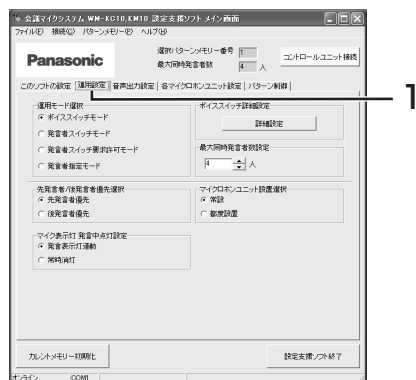 会議マイクシステム WM-KC10,KM10 設定支援ソフト メイン画面
ファイル(F) 接続(C) パターンメモリー(P) ヘルプ(H)
Panasonic
選択パターンメモリー番号 1
最大同時発言者数 4 人
コントロールユニット接続
このソフトの設定 運用設定 音声出力設定 各マイクロホンユニット設定 パターン制御
1
運用モード選択
ボイススイッチモード
発言者スイッチモード
発言者スイッチ要求許可モード
発言者指定モード
ボイススイッチ詳細設定
詳細設定
最大同時発言者数設定
4 人
先発言者/後発言者優先選択
先発言者優先
後発言者優先
マイクロホンユニット設置選択
常設
都度設置
マイク表示灯 発言中点灯設定
発言表示灯連動
常時消灯
カレントメモリー初期化
設定支援ソフト終了
オンライン COM1